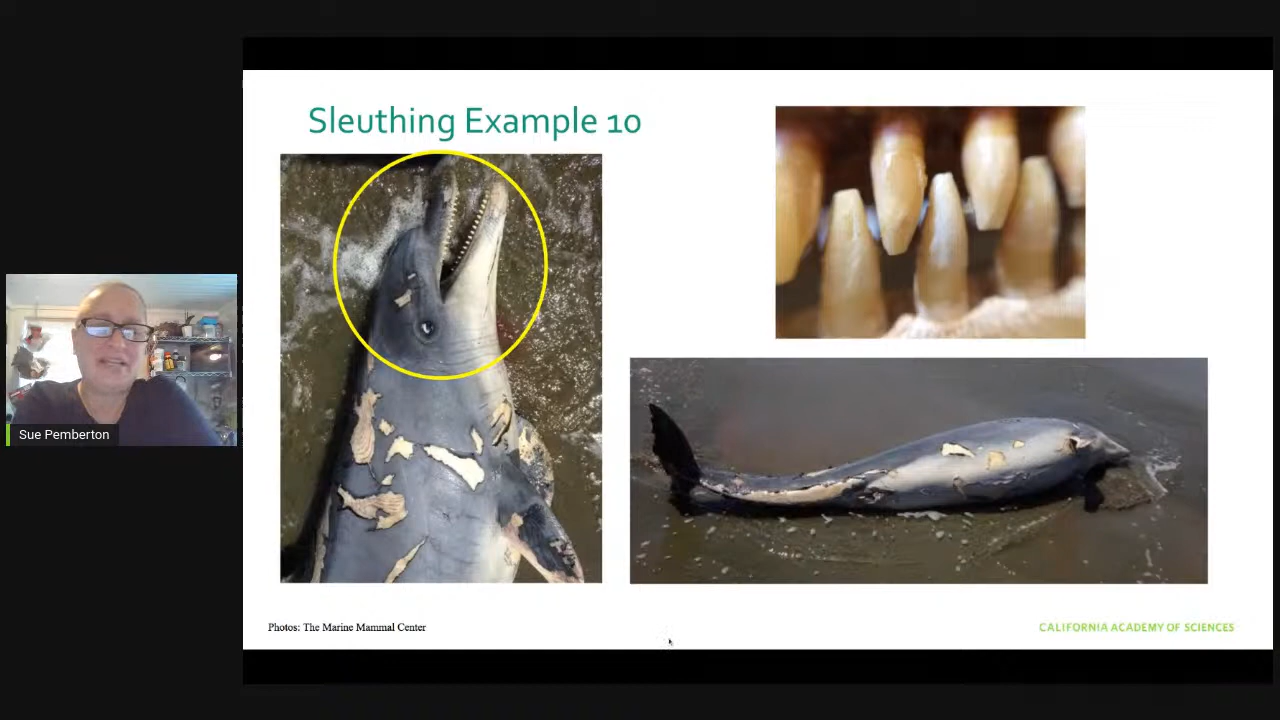 Sleuthing Example 10
Sue Pemberton
Photos: The Marine Mammal Center
CALIFORNIA ACADEMY OF SCIENCES